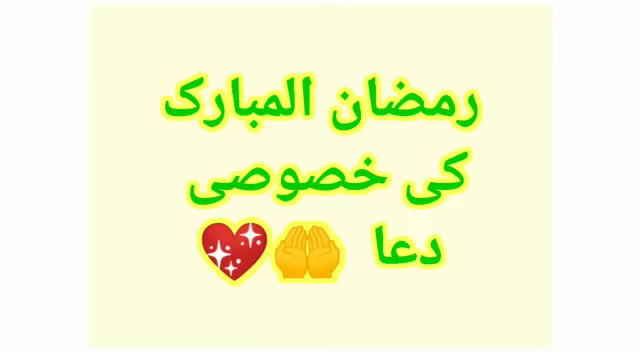 رمضان المبارک
کی خصوصی
دعا 🤲💖